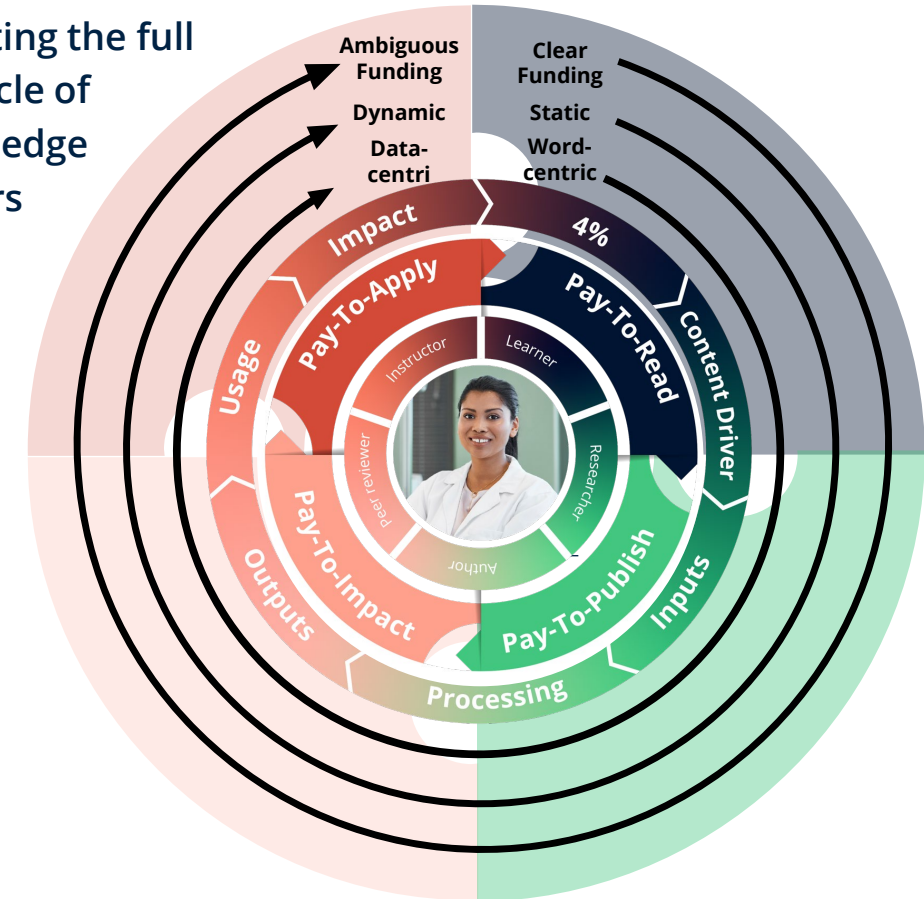 ting the full
cle of
edge
rs
Ambiguous
Funding
Dynamic
Data-
centri
Clear
Funding
Static
Word-
centric
Impact
4%
Content Driver
Inputs
Processing
Outputs
Usage
Pay-To-Apply
Pay-To-Read
Pay-To-Publish
Pay-To-Impact
Instructor
Learner
Researcher
Author
Peer reviewer